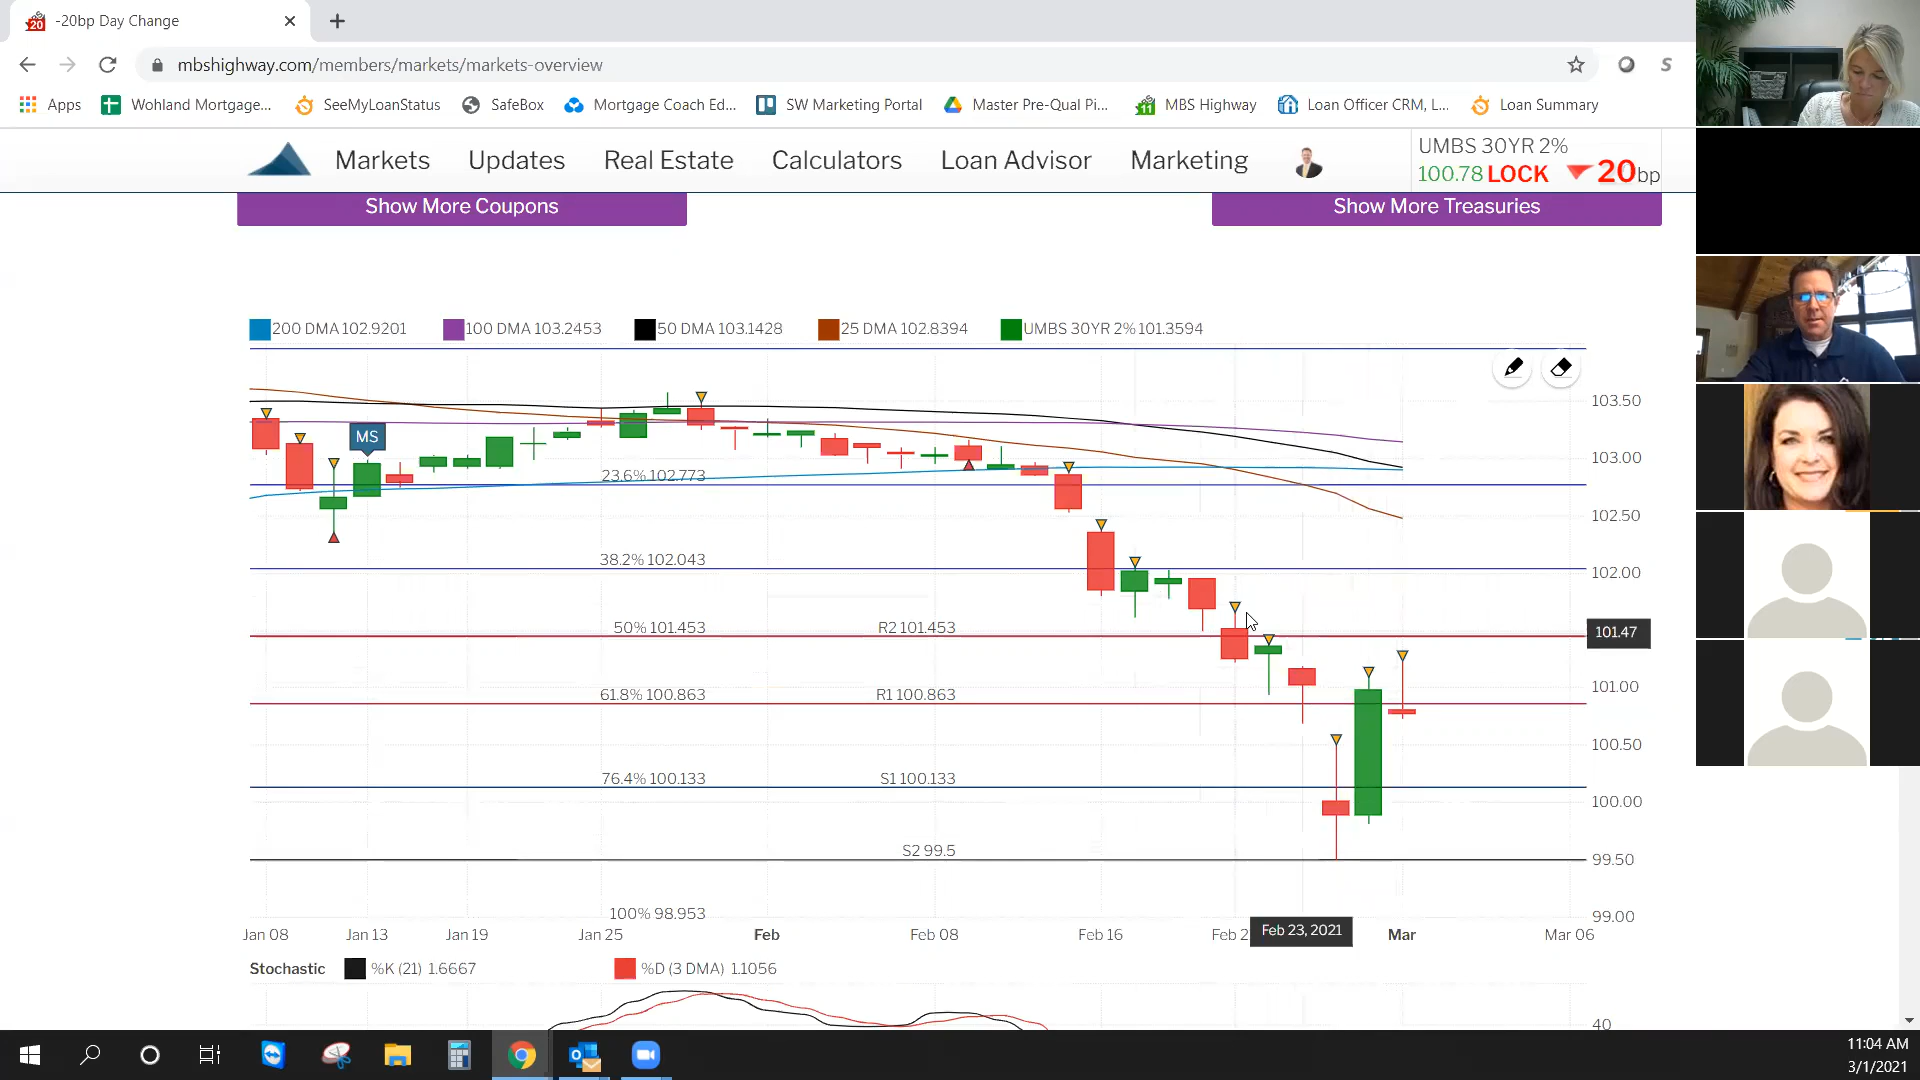 20 -20bp Day Change
mbshighway.com/members/markets/markets-overview
Apps Wohland Mortgage... SeeMyLoanStatus SafeBox Mortgage Coach Ed... SW Marketing Portal Master Pre-Qual Pi... 11 MBS Highway Loan Officer CRM, L... Loan Summary
Markets Updates Real Estate Calculators Loan Advisor Marketing
UMBS 30YR 2%
100.78 LOCK 20bp
Show More Coupons
Show More Treasuries
200 DMA 102.9201 100 DMA 103.2453 50 DMA 103.1428 25 DMA 102.8394 UMBS 30YR 2% 101.3594
103.50
MS
103.00
23.6% 102.773
102.50
38.2% 102.043
102.00
50% 101.453 R2 101.453
101.47
61.8% 100.863 R1 100.863
101.00
100.50
76.4% 100.133 S1 100.133
100.00
S2 99.5
99.50
100% 98.953
99.00
Jan 08 Jan 13 Jan 19 Jan 25 Feb Feb 08 Feb 16 Feb 2 Feb 23, 2021 Mar Mar 06
Stochastic %K (21) 1.6667 %D (3 DMA) 1.1056
40
11:04 AM
3/1/2021